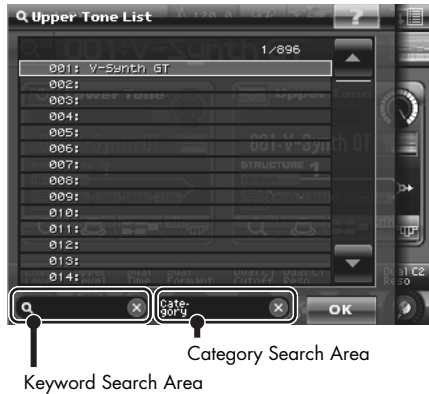 Upper Tone List
?
1/896
001: V-Synth GT
002:
003:
004:
005:
006:
007:
008:
009:
010:
011:
012:
013:
014:
Cate-
gory
OK
Category Search Area
Keyword Search Area